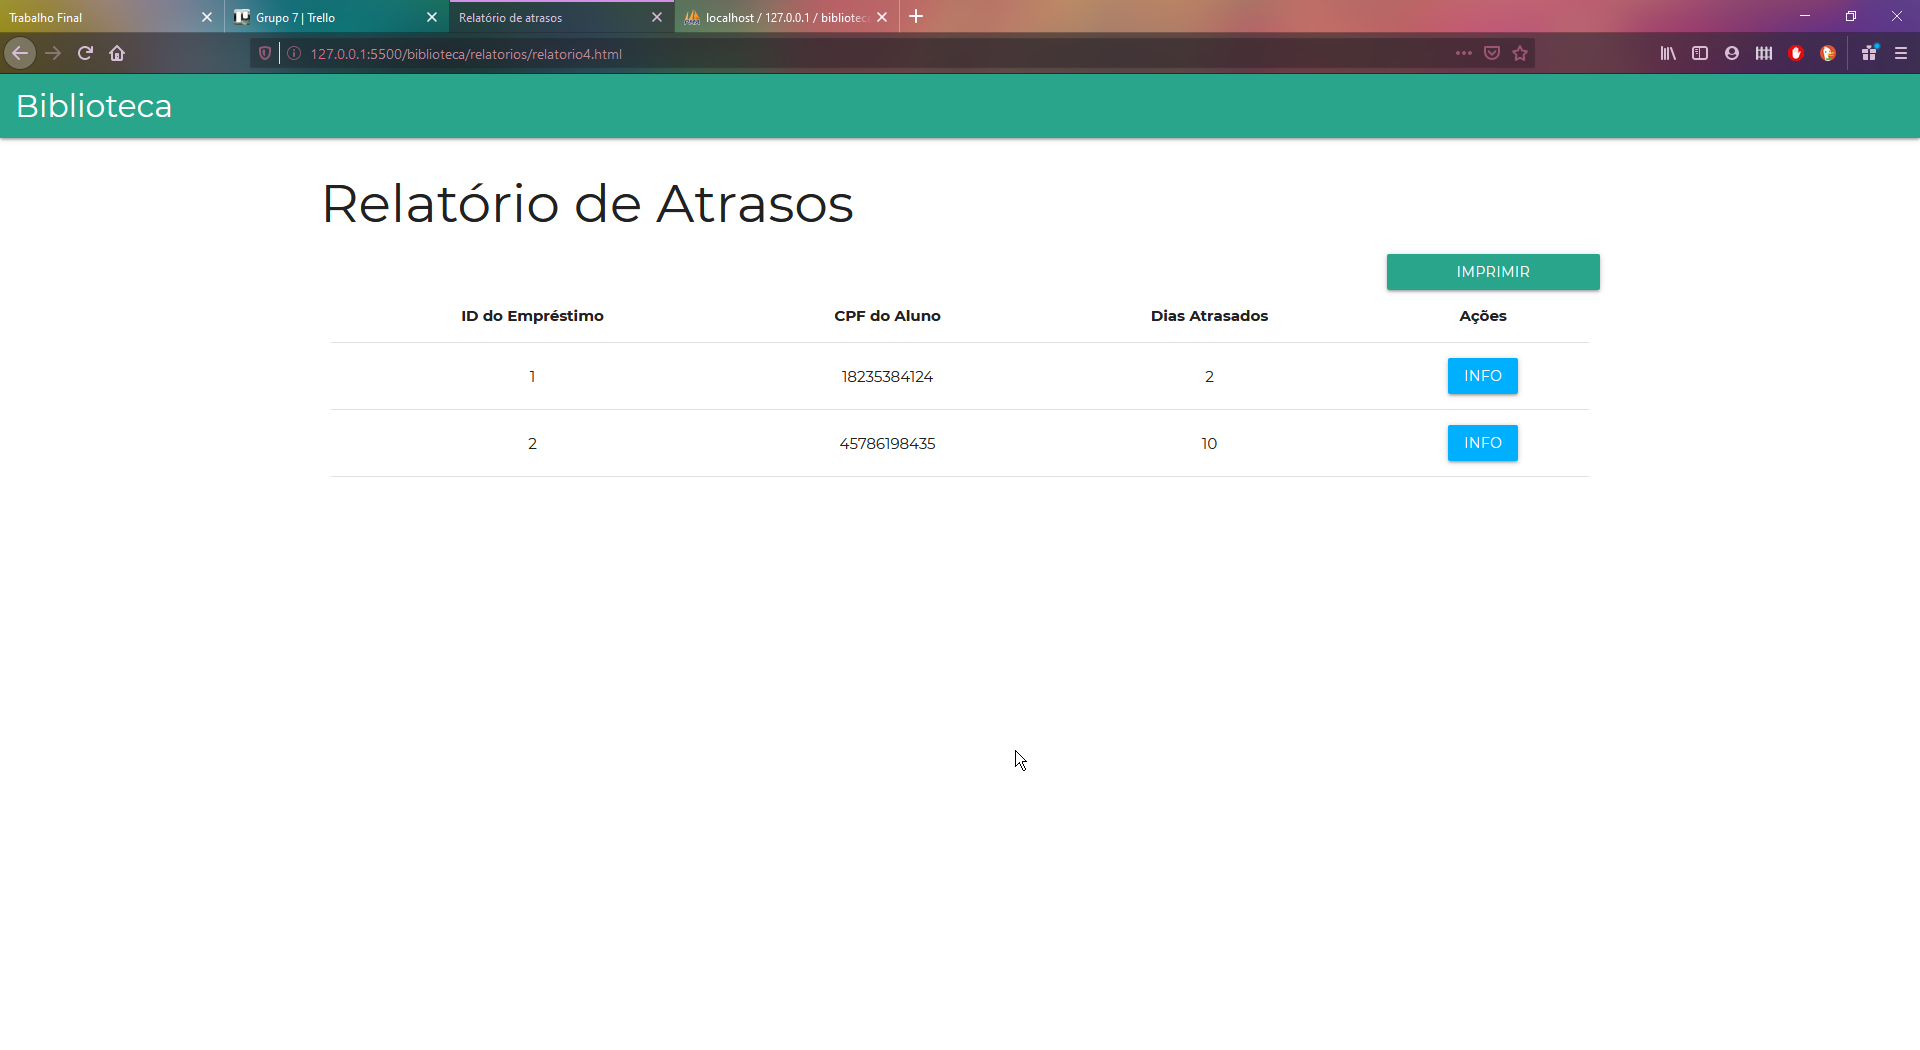 Trabalho Final
Grupo 7 | Trello
Relatório de atrasos
localhost / 127.0.0.1 / bibliotec
127.0.0.1:5500/biblioteca/relatorios/relatorio4.html
Biblioteca
Relatório de Atrasos
IMPRIMIR
ID do Empréstimo CPF do Aluno Dias Atrasados Ações
1 18235384124 2 INFO
2 45786198435 10 INFO